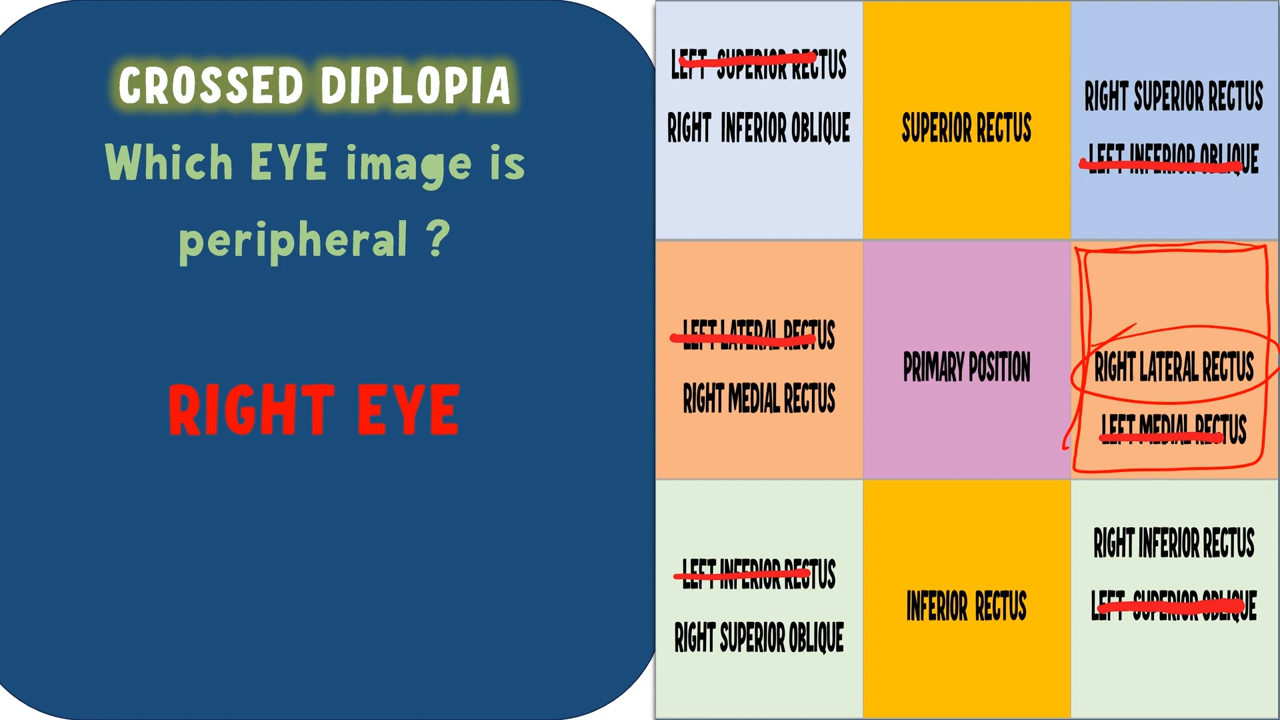 CROSSED DIPLOPIA
Which EYE image is
peripheral ?
RIGHT EYE
LEFT SUPERIOR RECTUS
RIGHT INFERIOR OBLIQUE
SUPERIOR RECTUS
RIGHT SUPERIOR RECTUS
LEFT INFERIOR OBLIQUE
LEFT LATERAL RECTUS
RIGHT MEDIAL RECTUS
PRIMARY POSITION
RIGHT LATERAL RECTUS
LEFT MEDIAL RECTUS
LEFT INFERIOR RECTUS
RIGHT SUPERIOR OBLIQUE
INFERIOR RECTUS
RIGHT INFERIOR RECTUS
LEFT SUPERIOR OBLIQUE